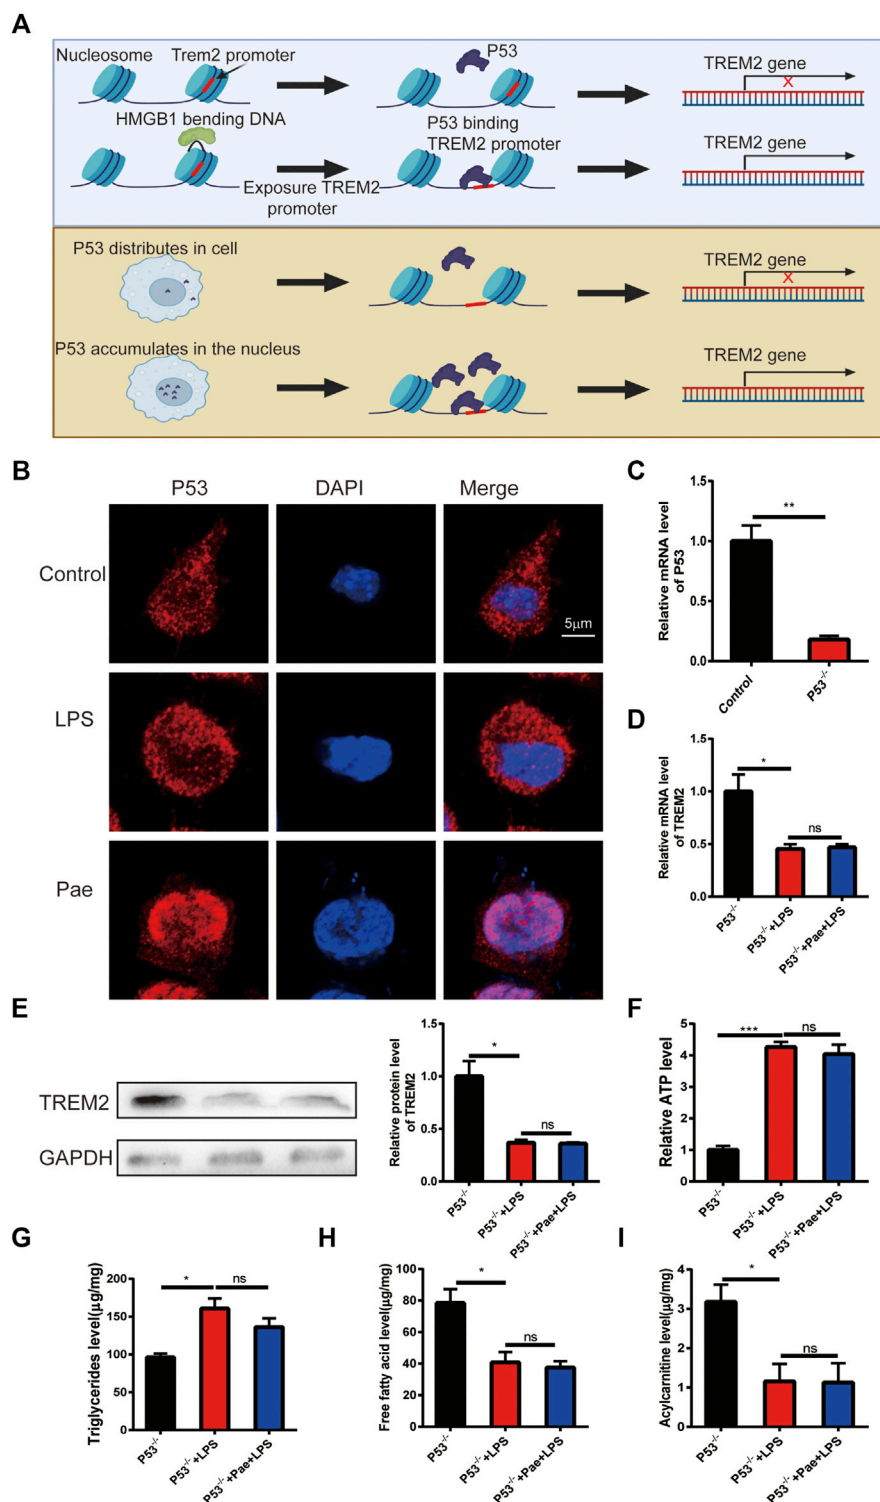 A
Nucleosome
Trem2 promoter
P53
TREM2 gene
X
HMGB1 bending DNA
P53 binding
TREM2 promoter
TREM2 gene
Exposure TREM2
promoter
P53 distributes in cell
TREM2 gene
X
P53 accumulates in the nucleus
TREM2 gene
B
P53
DAPI
Merge
Control
5μm
LPS
Pae
C
Relative mRNA level
of P53
1.5
1.0
0.5
0.0
**
Control
P53-/-
D
Relative mRNA level
of TREM2
1.5
1.0
0.5
0.0
*
ns
P53-/-
P53-/-+LPS
P53-/-+Pae+LPS
E
TREM2
GAPDH
Relative protein level
of TREM2
1.5
1.0
0.5
0.0
*
ns
P53-/-
P53-/-+LPS
P53-/-+Pae+LPS
F
Relative ATP level
5
4
3
2
1
0
***
ns
P53-/-
P53-/-+LPS
P53-/-+Pae+LPS
G
Triglycerides level(μg/mg)
200
150
100
50
0
*
ns
P53-/-
P53-/-+LPS
P53-/-+Pae+LPS
H
Free fatty acid level(μg/mg)
100
80
60
40
20
0
*
ns
P53-/-
P53-/-+LPS
P53-/-+Pae+LPS
I
Acylcarnitine level(μg/mg)
4
3
2
1
0
*
ns
P53-/-
P53-/-+LPS
P53-/-+Pae+LPS